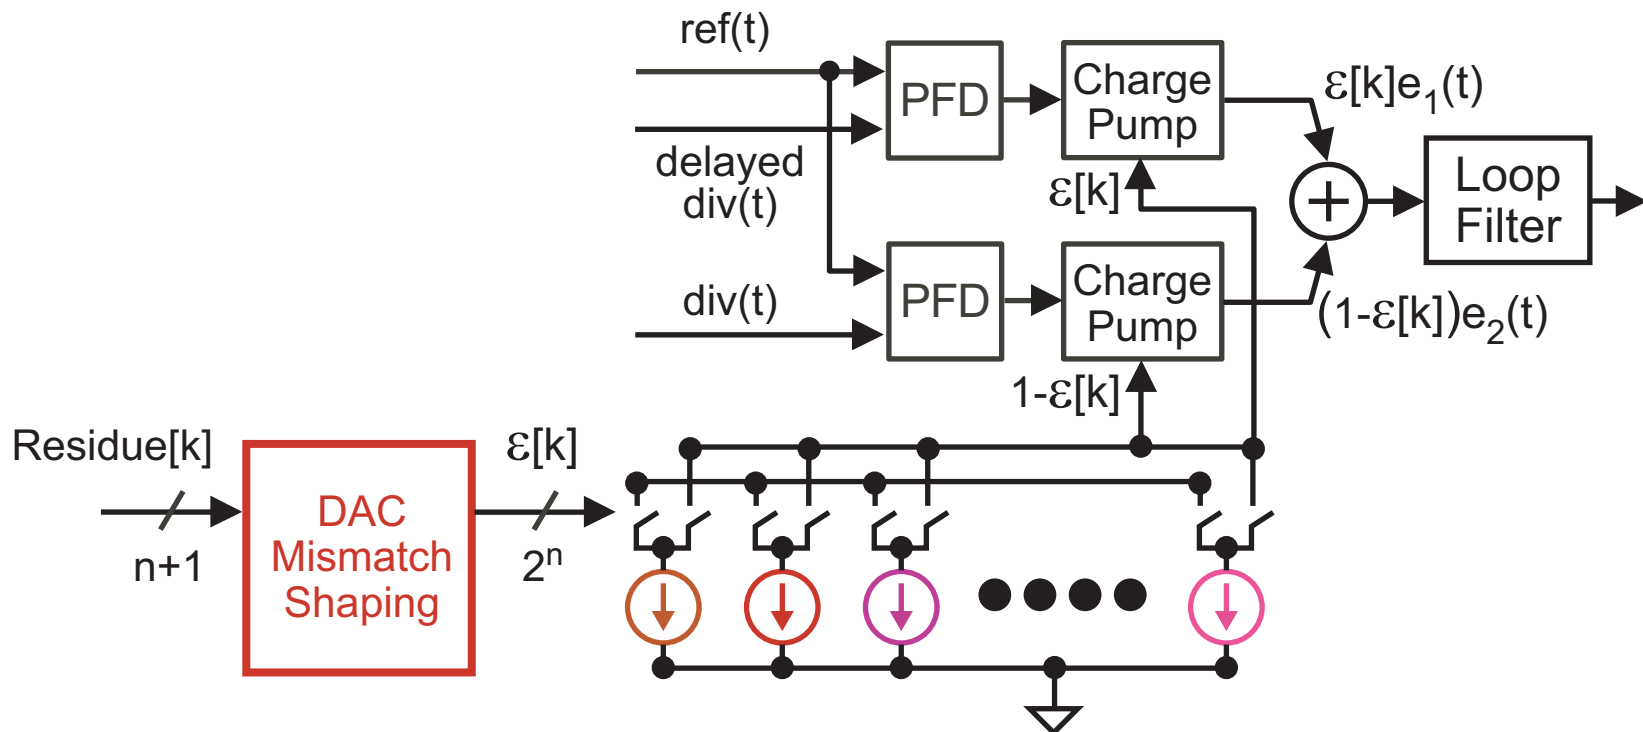 ref(t)
PFD
Charge
Pump
ε[k]e1(t)
delayed
div(t)
ε[k]
Loop
Filter
+
div(t)
PFD
Charge
Pump
(1-ε[k])e2(t)
1-ε[k]
Residue[k]
n+1
DAC
Mismatch
Shaping
ε[k]
2^n